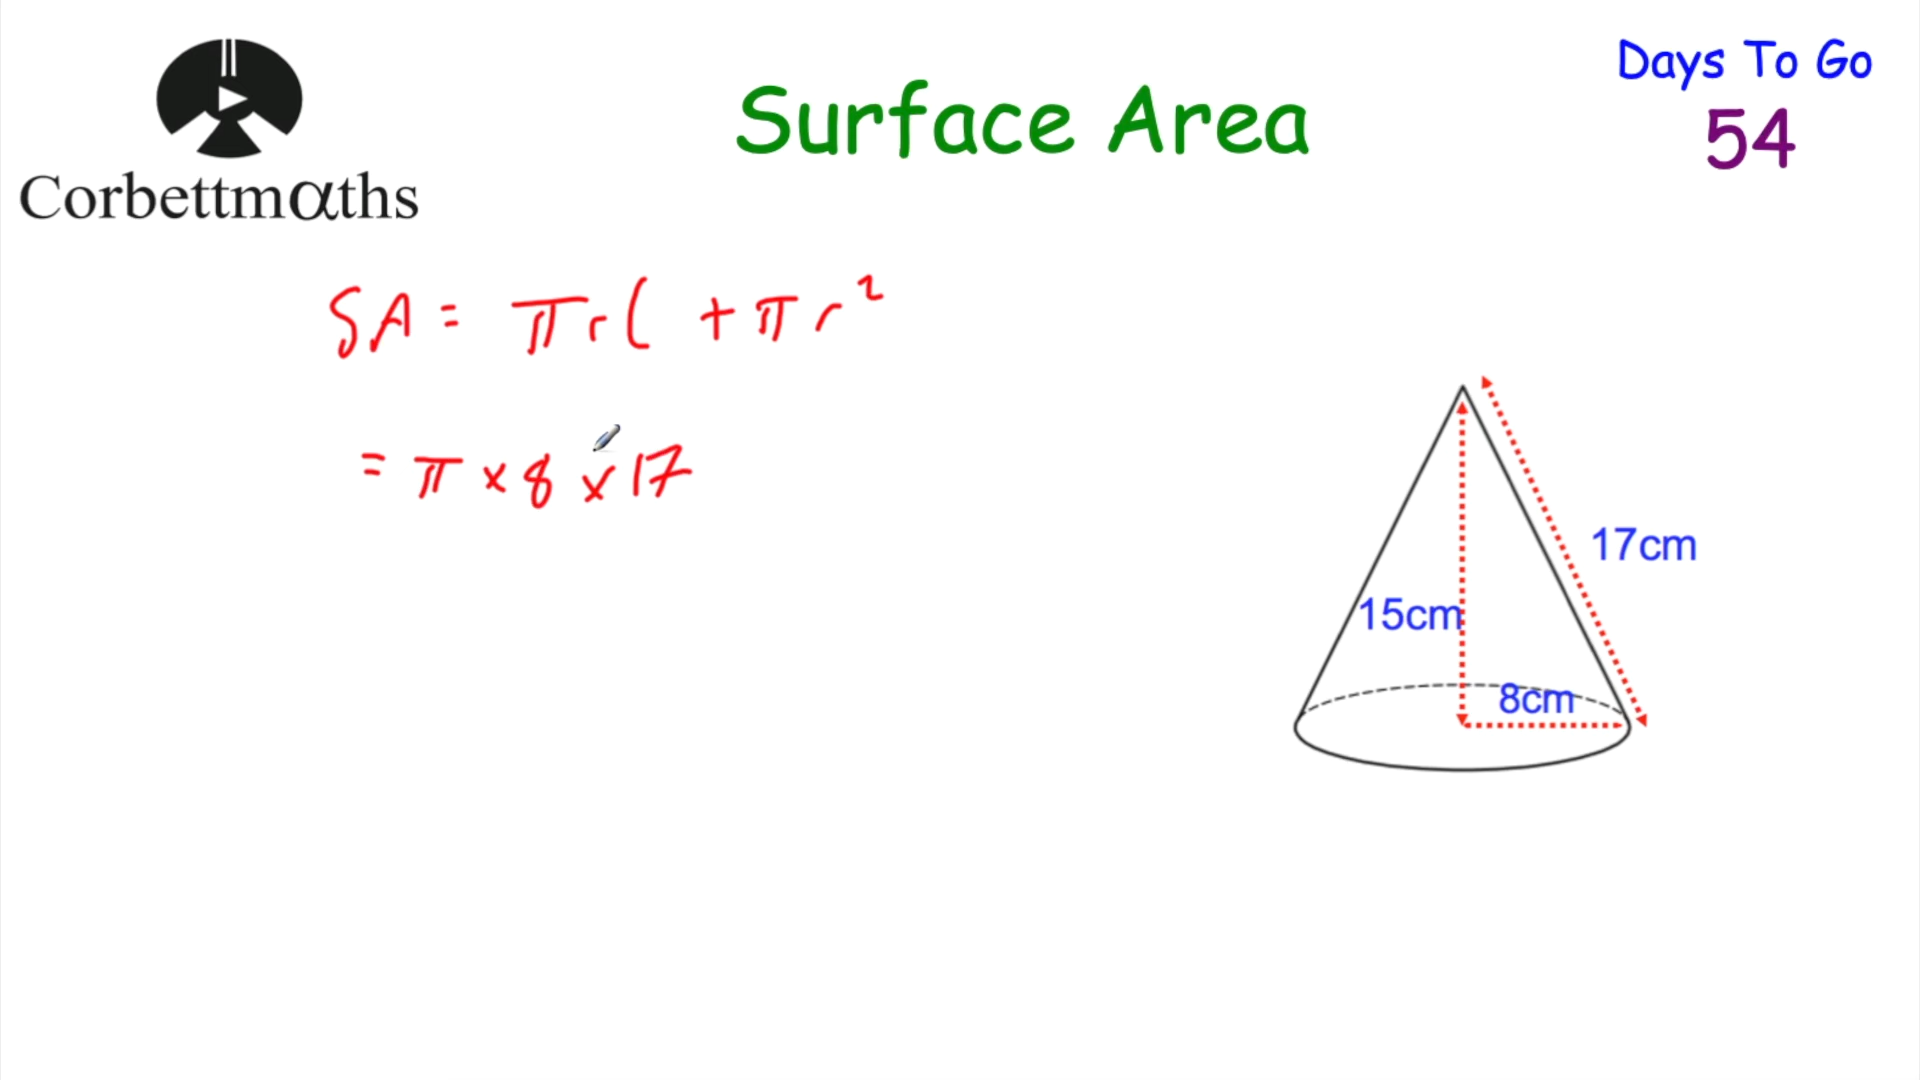 Corbettmαths
Surface Area
Days To Go
54
SA = πrl + πr²
= π × 8 × 17
17cm
15cm
8cm